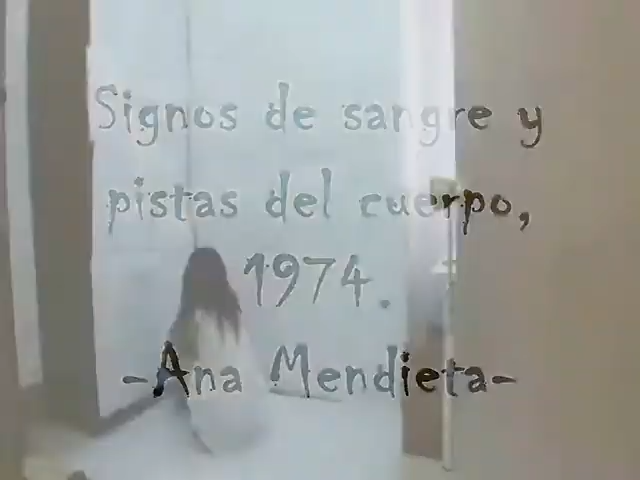 Signos de sangre y
pistas del cuerpo,
1974.
-Ana Mendieta-